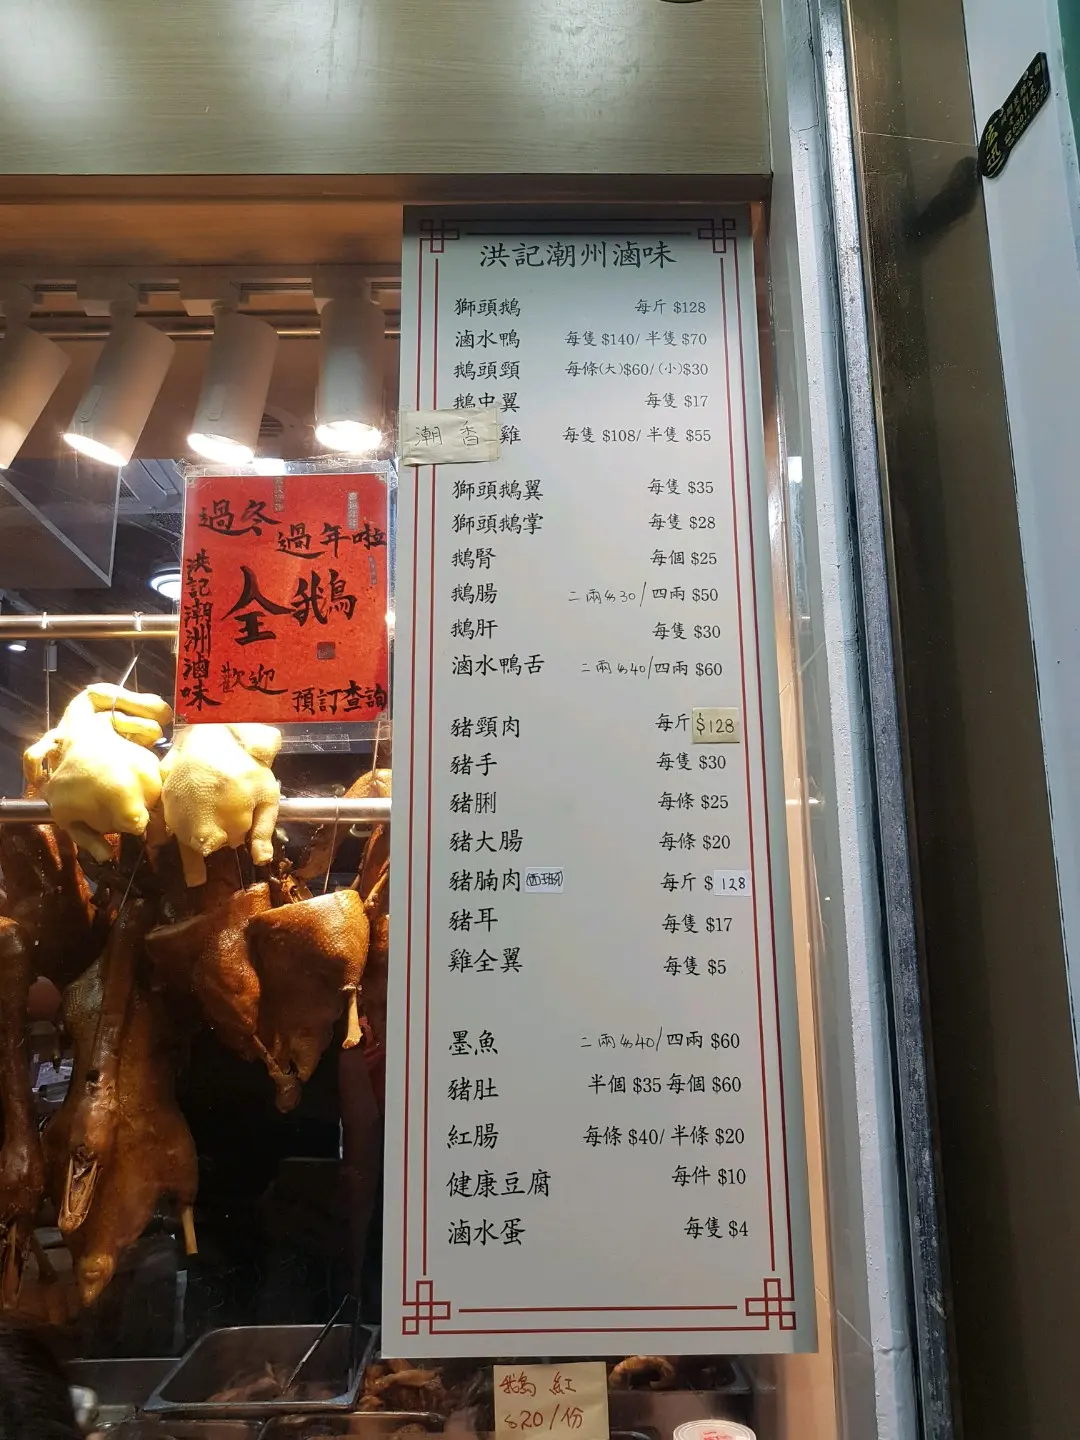 洪記潮州滷味
獅頭鵝 每斤 $128
滷水鴨 每隻 $140/ 半隻 $70
鵝頭頸 每條(大)$60/(小)$30
鵝中翼 每隻 $17
潮香雞 每隻 $108/ 半隻 $55
獅頭鵝翼 每隻 $35
獅頭鵝掌 每隻 $28
鵝腎 每個 $25
鵝腸 二兩$30/四兩 $50
鵝肝 每隻 $30
滷水鴨舌 二兩$40/四兩 $60
豬頸肉 每斤 $128
豬手 每隻 $30
豬脷 每條 $25
豬大腸 每條 $20
豬腩肉 每斤 $ 128
豬耳 每隻 $17
雞全翼 每隻 $5
墨魚 二兩$40/四兩 $60
豬肚 半個 $35 每個 $60
紅腸 每條 $40/ 半條 $20
健康豆腐 每件 $10
滷水蛋 每隻 $4
過冬
過年啦
全鵝
歡迎
預訂查詢
洪記潮洲滷味
鵝紅
$20/份